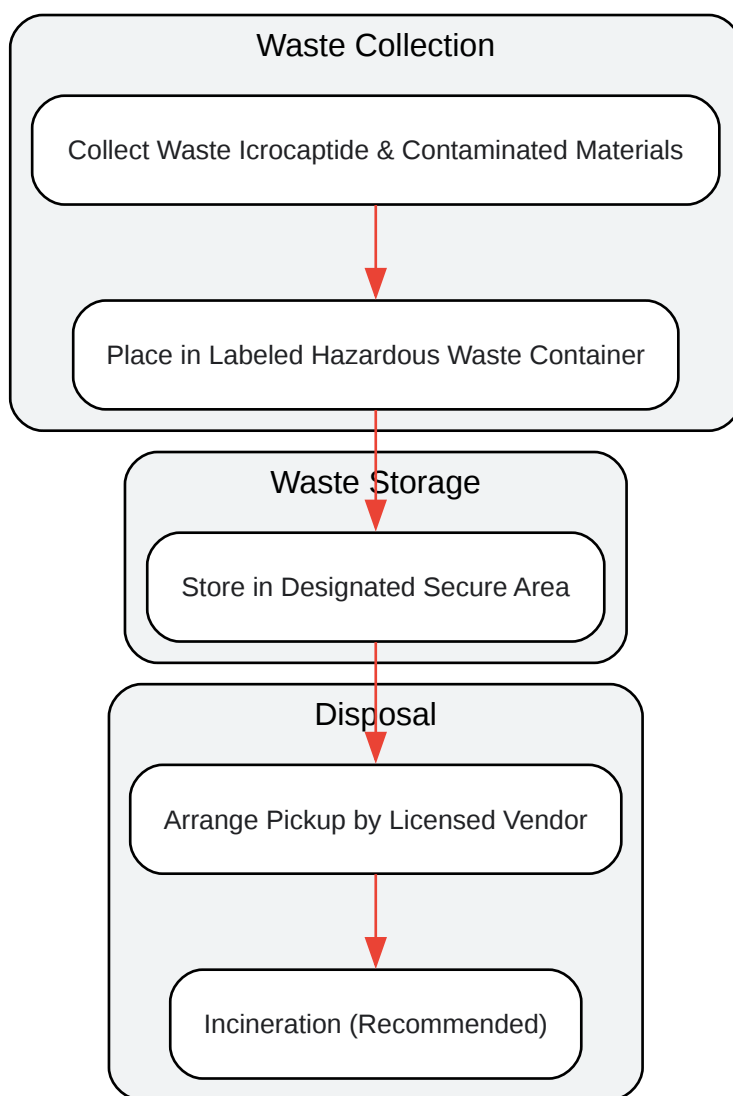 Waste Collection
Collect Waste Icrocaptide & Contaminated Materials
Place in Labeled Hazardous Waste Container
Waste Storage
Store in Designated Secure Area
Disposal
Arrange Pickup by Licensed Vendor
Incineration (Recommended)